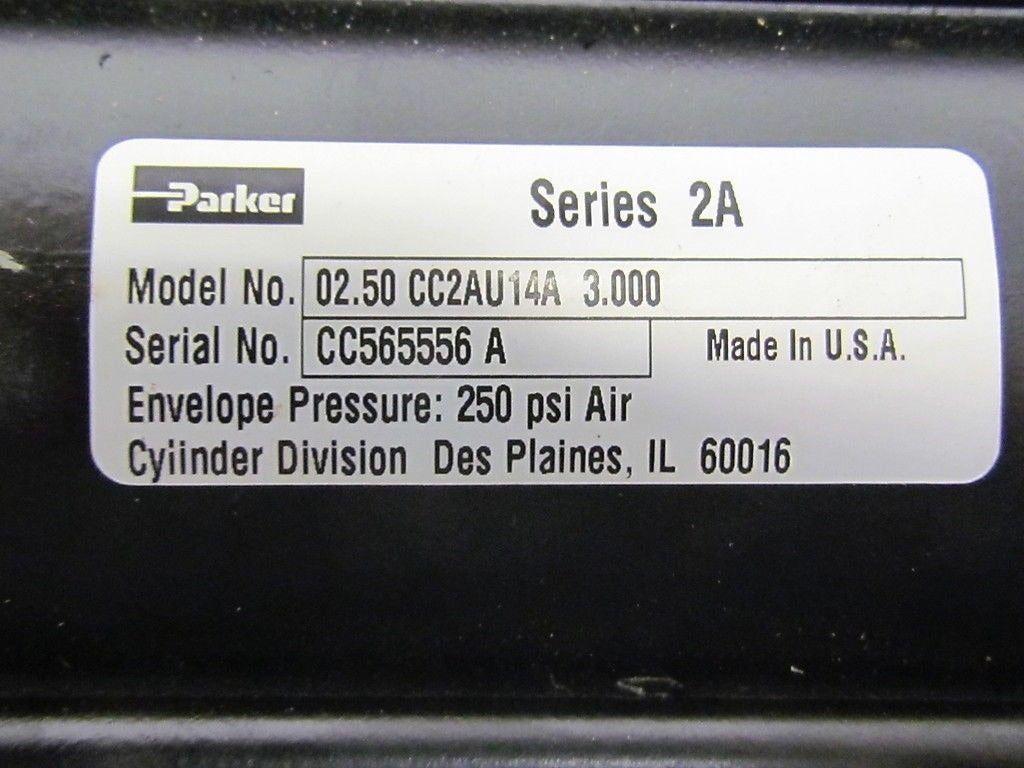 Parker
Series 2A
Model No. 02.50 CC2AU14A 3.000
Serial No. CC565556 A
Made In U.S.A.
Envelope Pressure: 250 psi Air
Cylinder Division Des Plaines, IL 60016